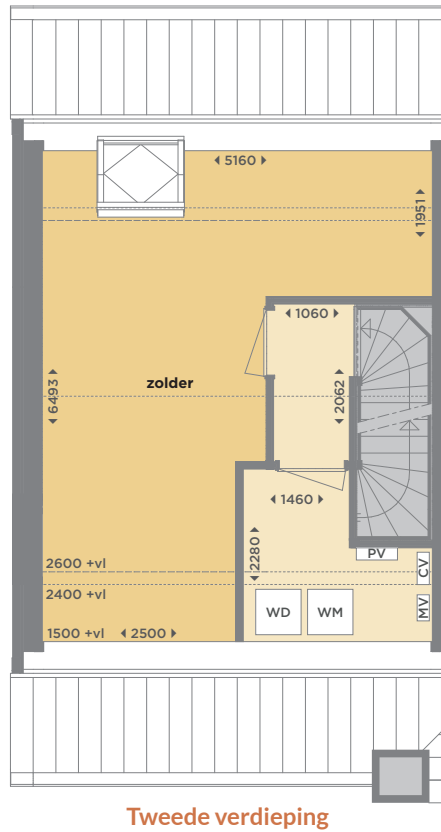 5160
1951
1060
zolder
6493
2062
1460
2280
PV
CV
2600 +vl
2400 +vl
MV
WD
WM
1500 +vl
2500
Tweede verdieping